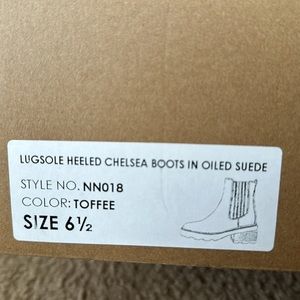 LUGSOLE HEELED CHELSEA BOOTS IN OILED SUEDE
STYLE NO. NN018
COLOR: TOFFEE
SIZE 6½